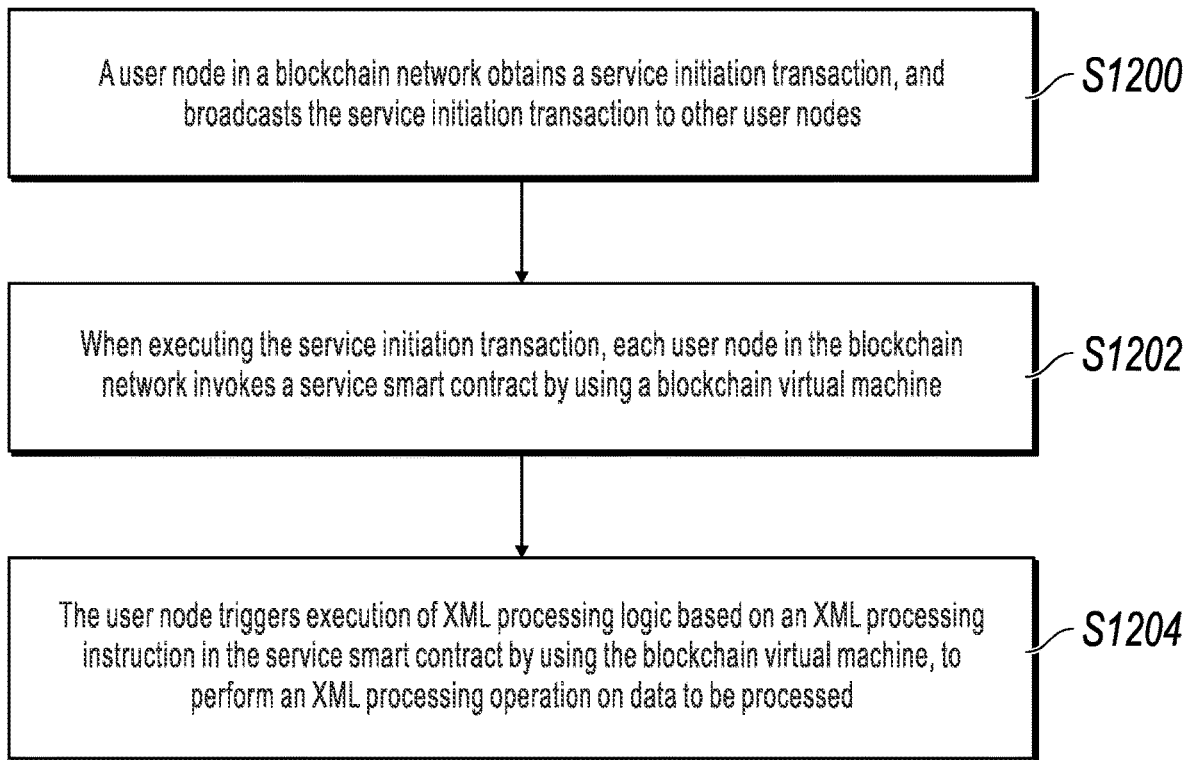 A user node in a blockchain network obtains a service initiation transaction, and
broadcasts the service initiation transaction to other user nodes
S1200
When executing the service initiation transaction, each user node in the blockchain
network invokes a service smart contract by using a blockchain virtual machine
S1202
The user node triggers execution of XML processing logic based on an XML processing
instruction in the service smart contract by using the blockchain virtual machine, to
perform an XML processing operation on data to be processed
S1204